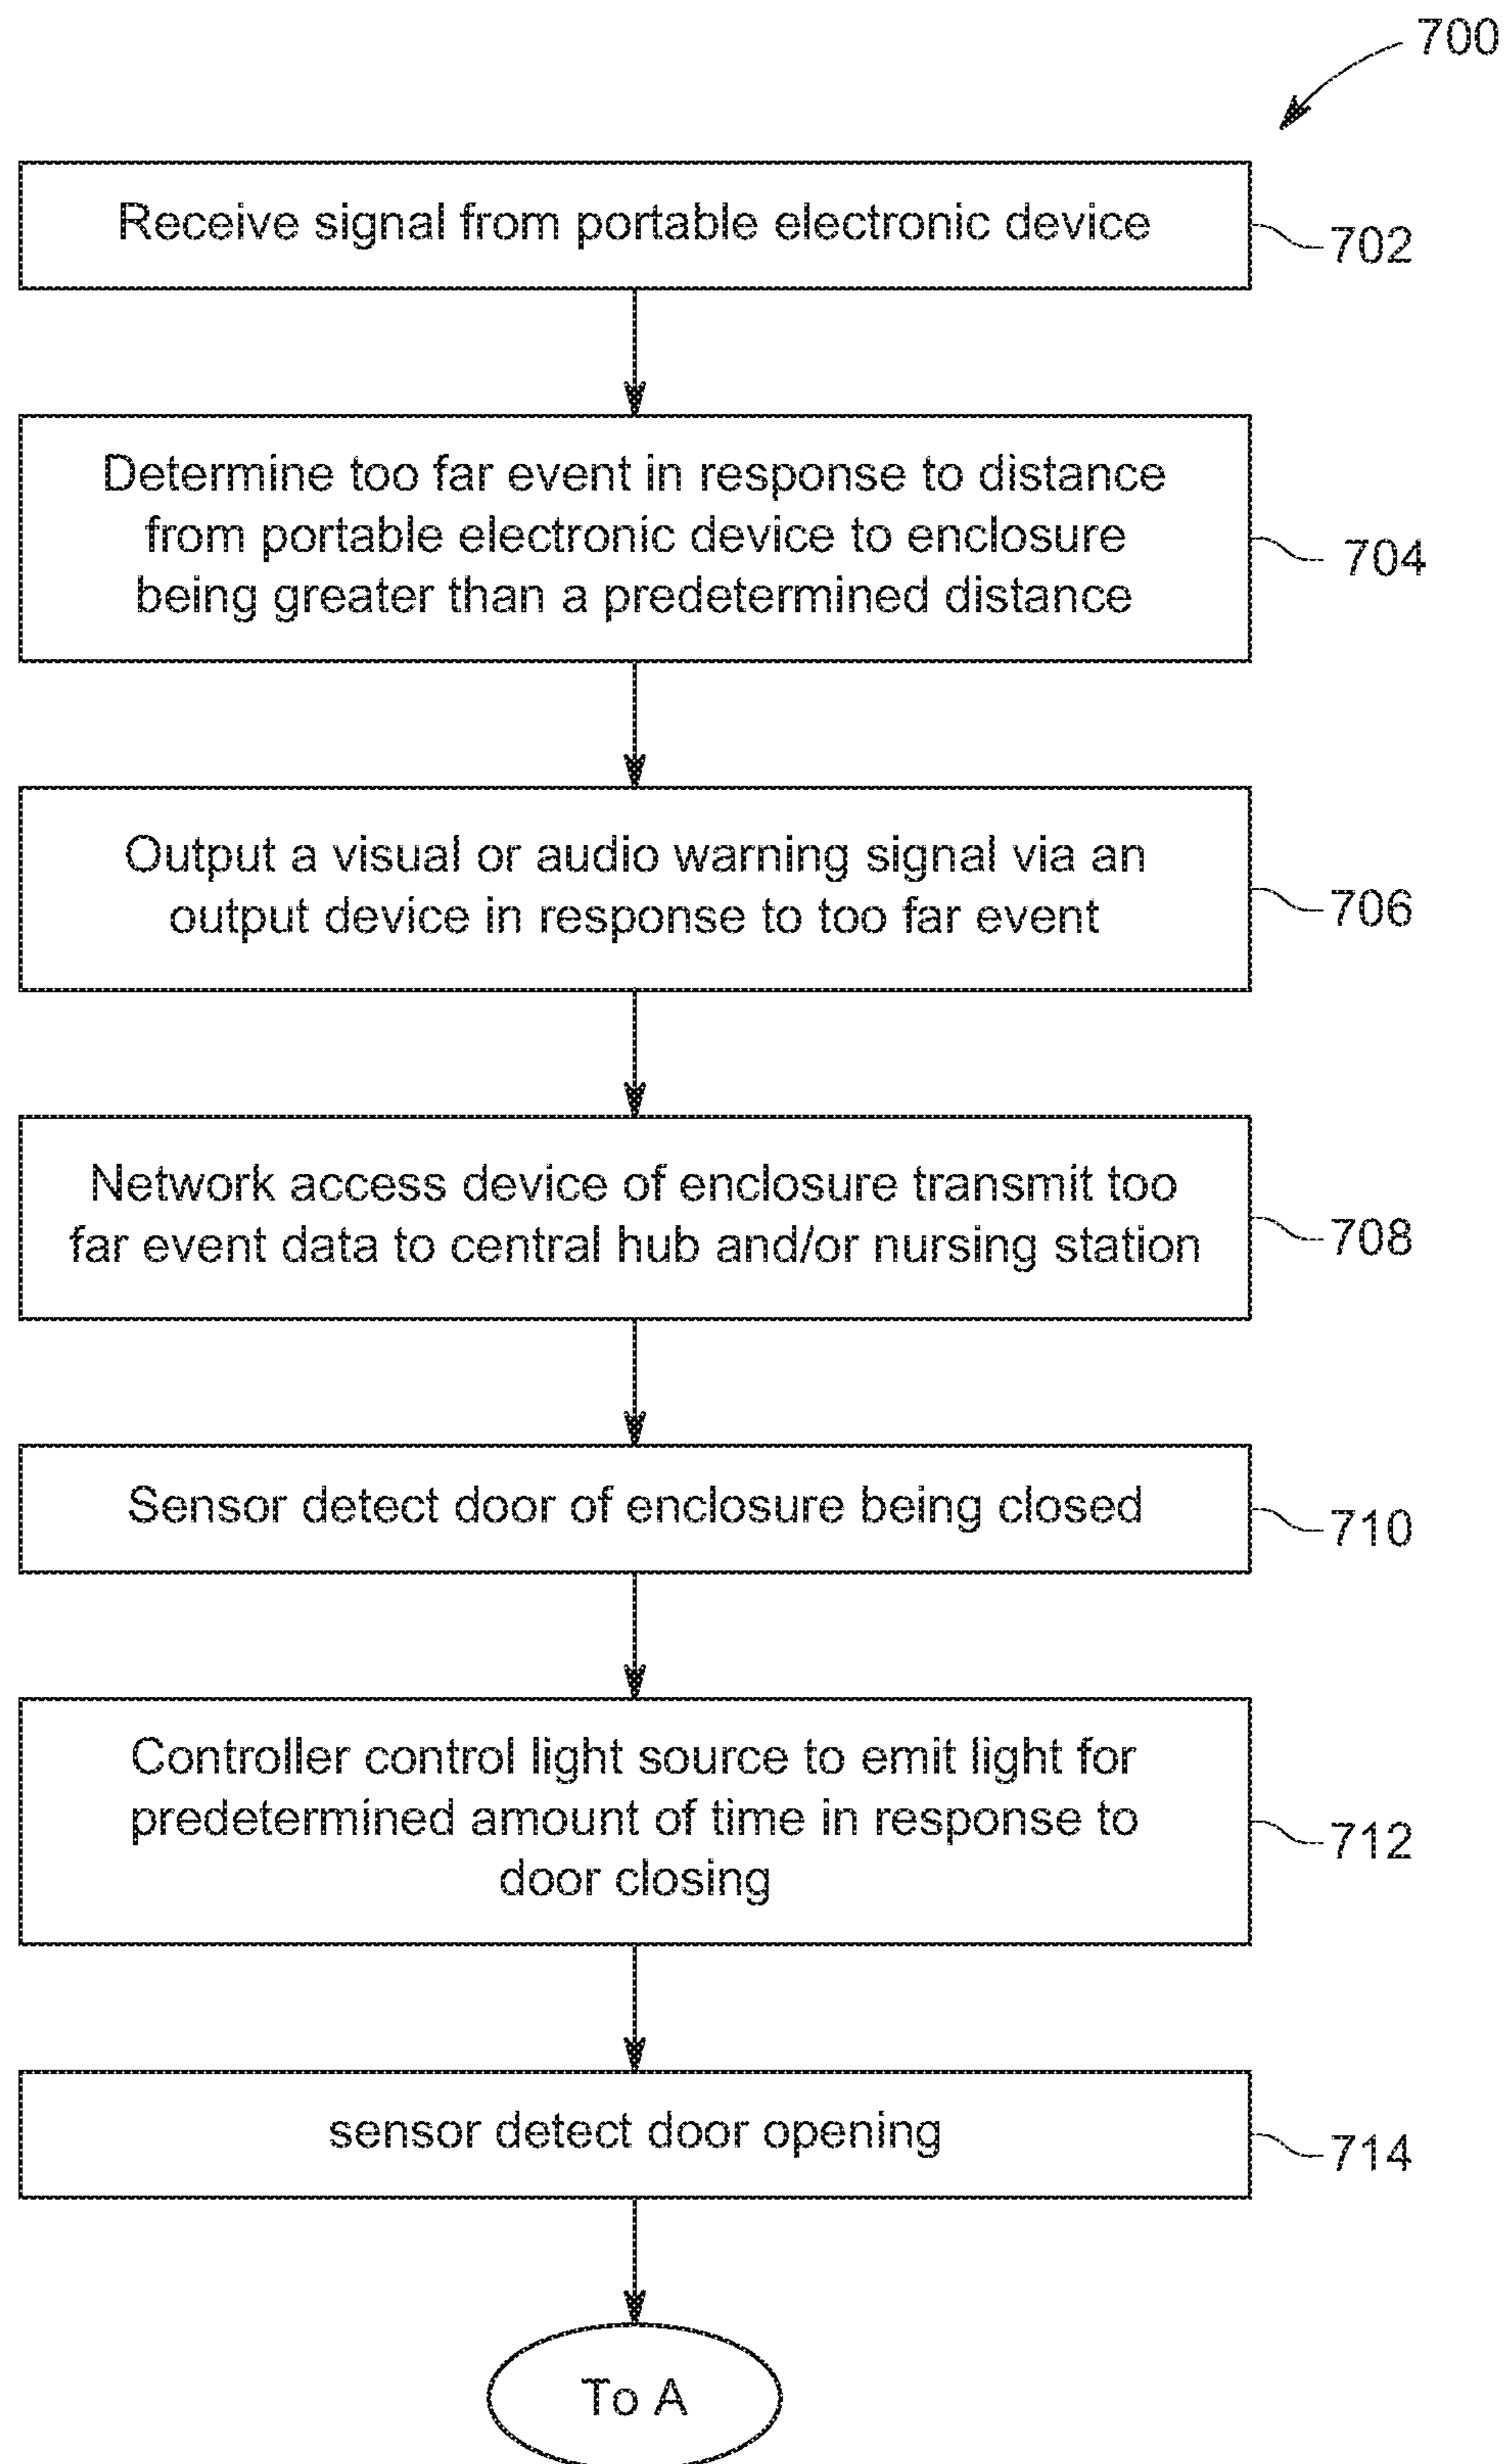 700
Receive signal from portable electronic device
702
Determine too far event in response to distance
from portable electronic device to enclosure
being greater than a predetermined distance
704
Output a visual or audio warning signal via an
output device in response to too far event
706
Network access device of enclosure transmit too
far event data to central hub and/or nursing station
708
Sensor detect door of enclosure being closed
710
Controller control light source to emit light for
predetermined amount of time in response to
door closing
712
sensor detect door opening
714
To A